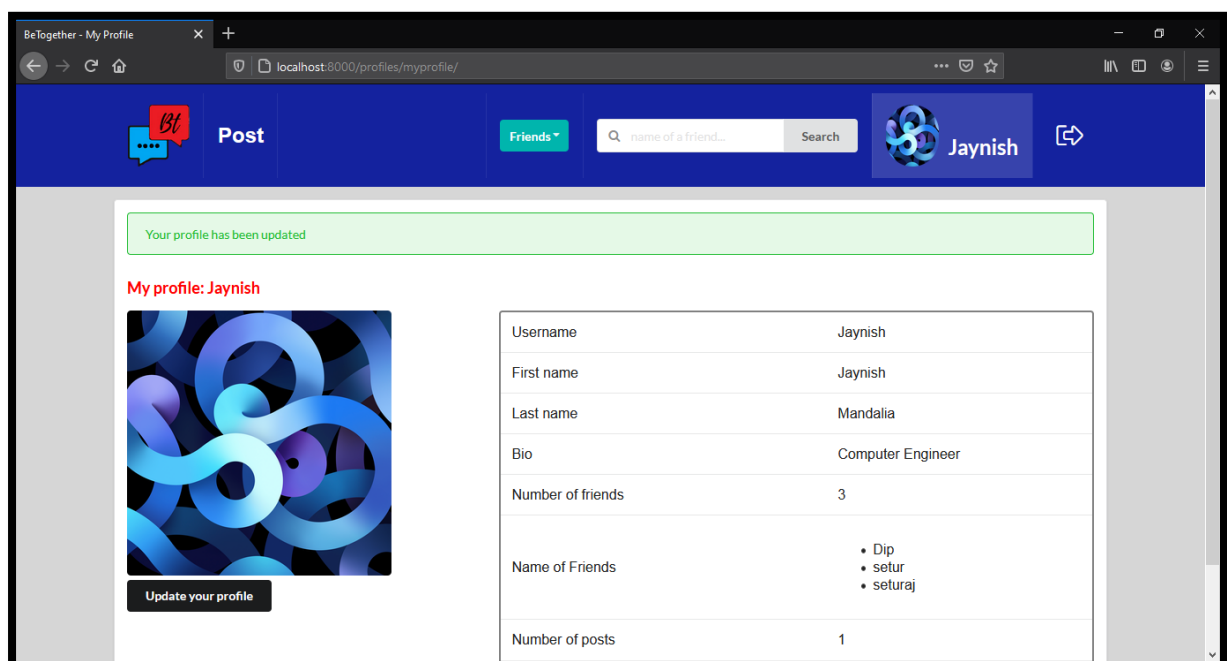 BeTogether - My Profile
localhost:8000/profiles/myprofile/
Bt
Post
Friends
name of a friend...
Search
Jaynish
Your profile has been updated
My profile: Jaynish
Username Jaynish
First name Jaynish
Last name Mandalia
Bio Computer Engineer
Number of friends 3
Name of Friends
• Dip
• setur
• seturaj
Update your profile
Number of posts 1